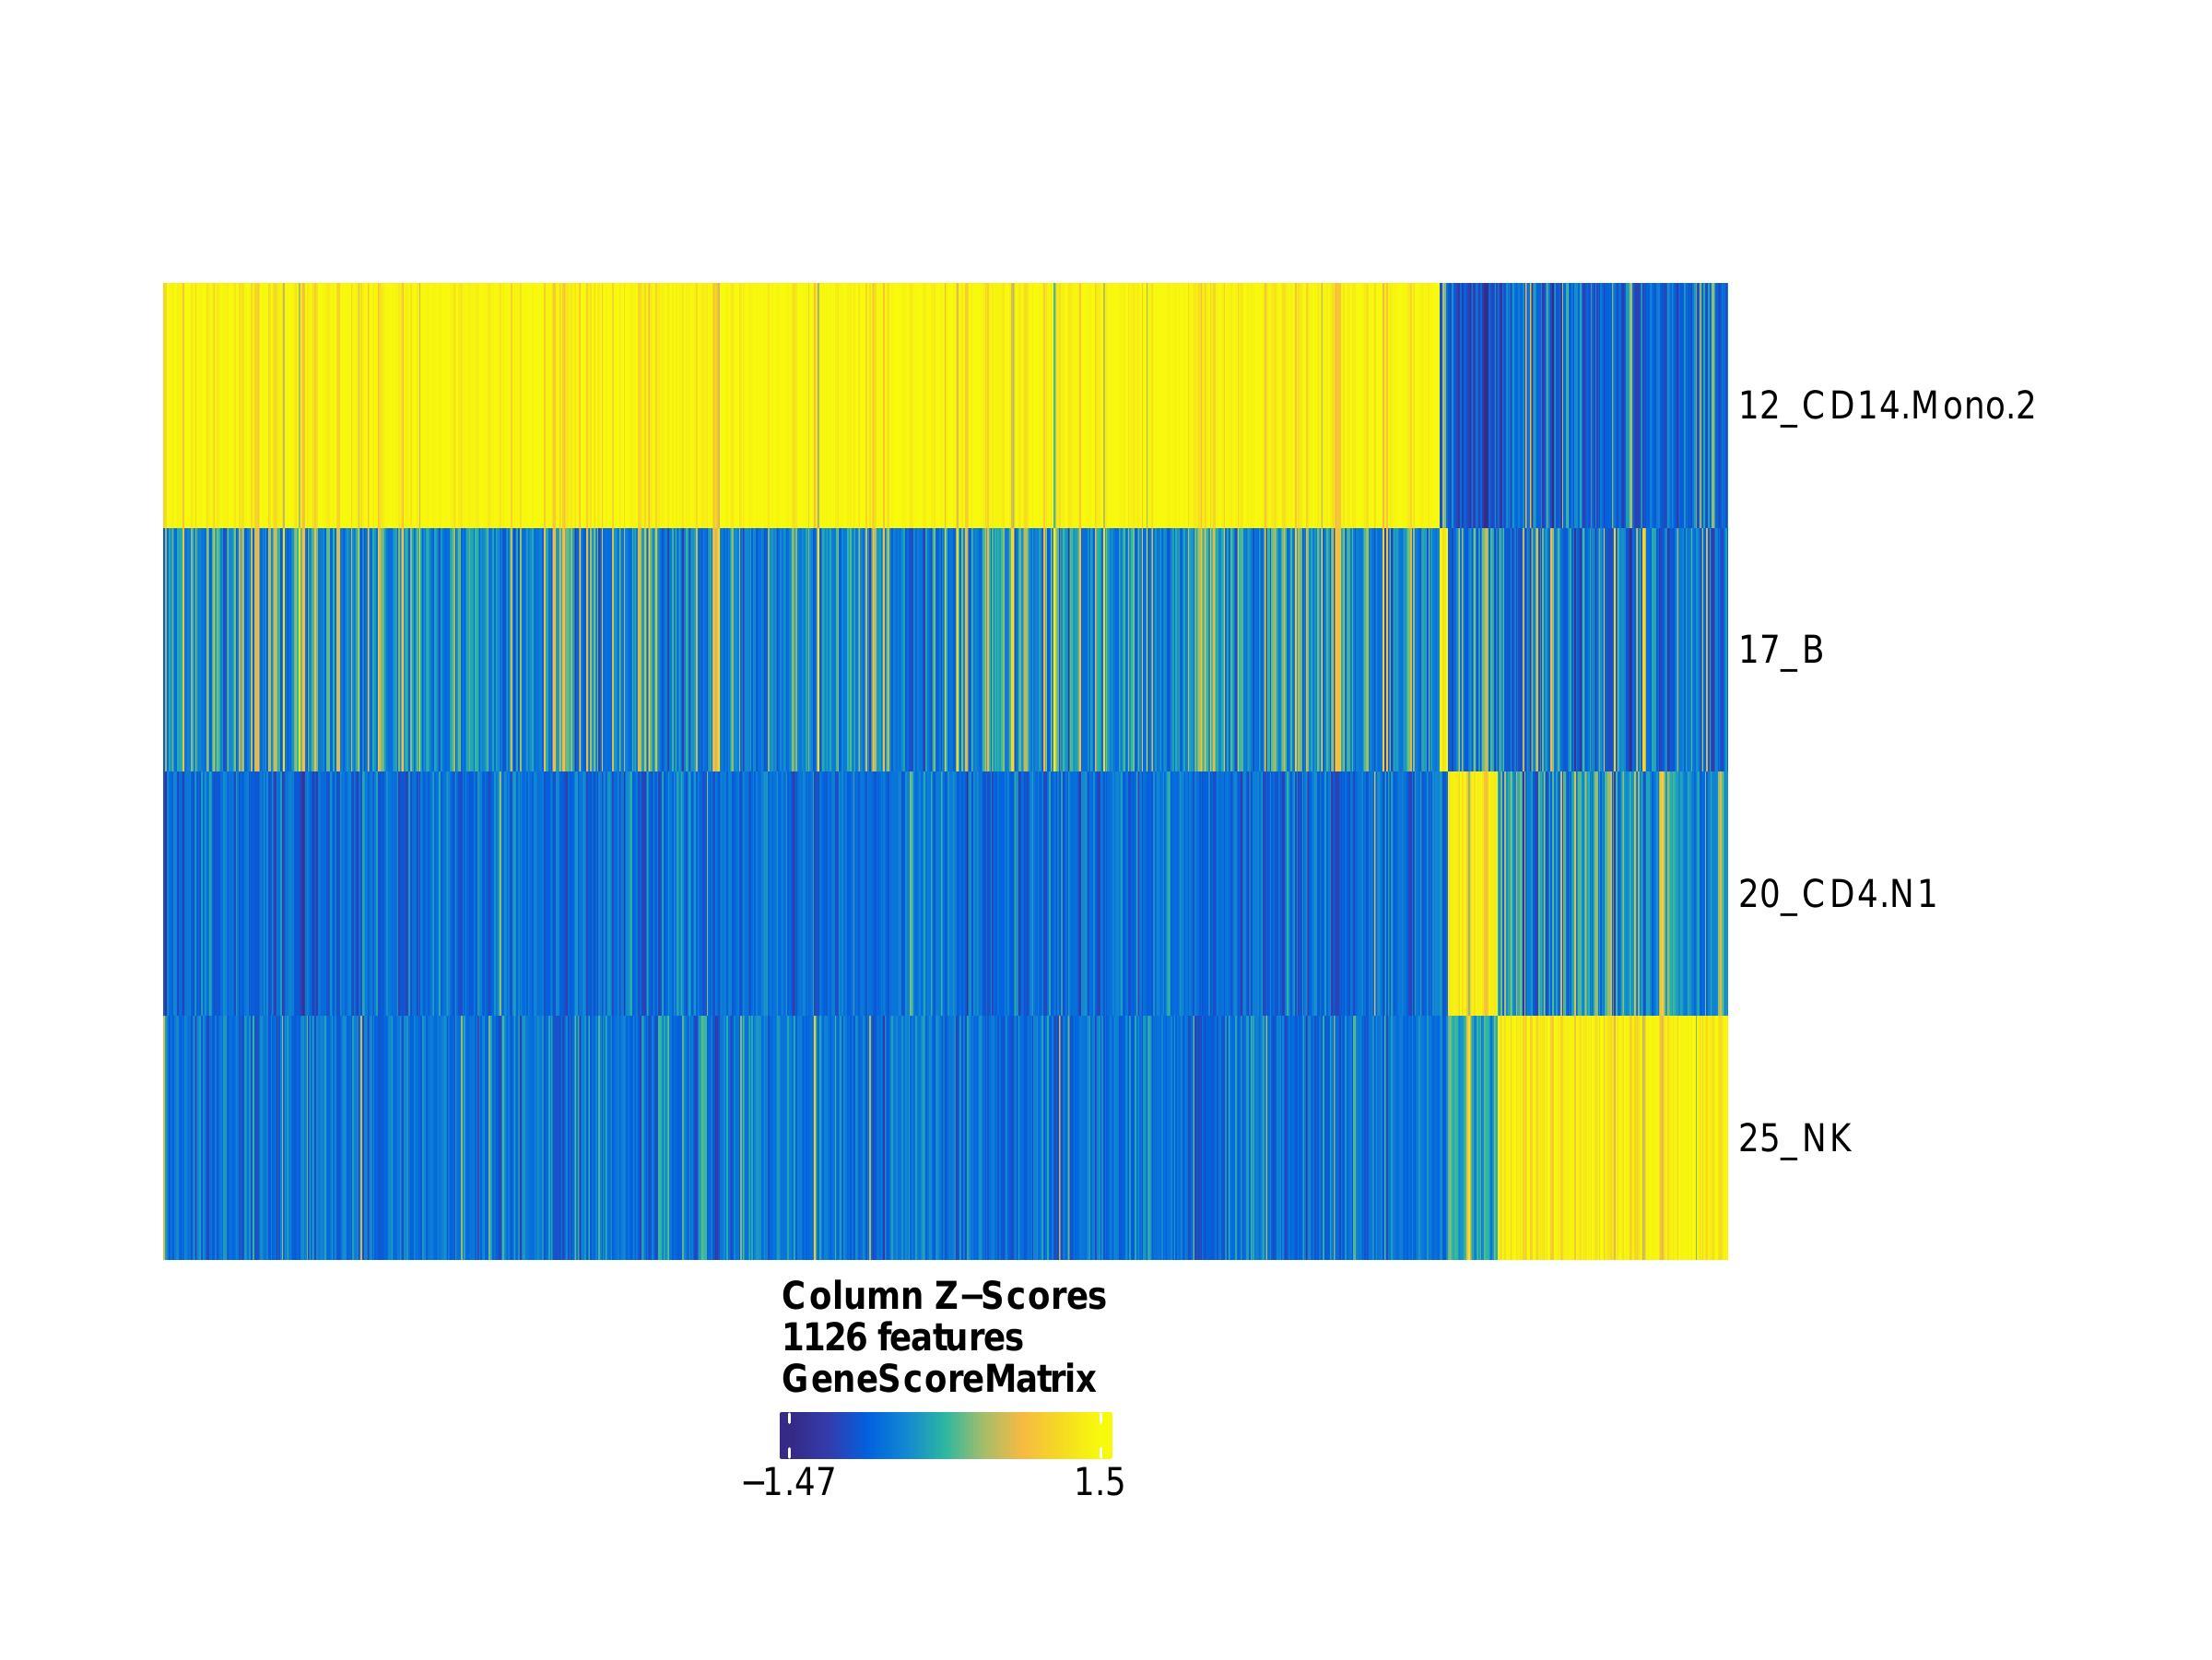 12_CD14.Mono.2
17_B
20_CD4.N1
25_NK
Column Z−Scores
1126 features
GeneScoreMatrix
−1.47 1.5